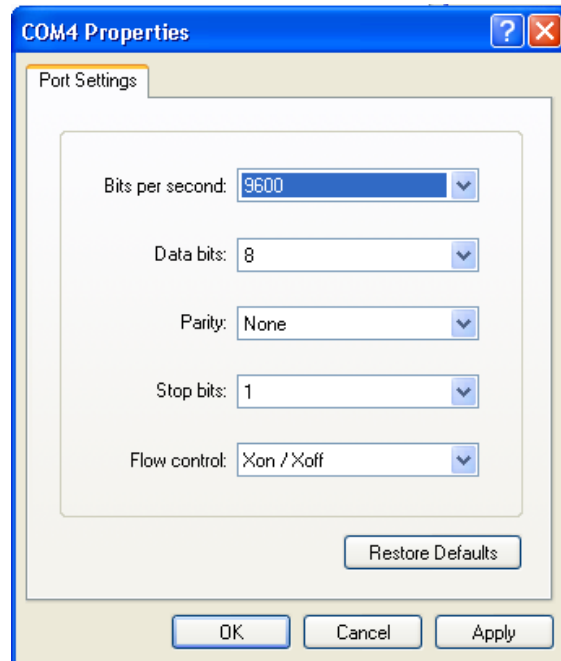 COM4 Properties
Port Settings
Bits per second: 9600
Data bits: 8
Parity: None
Stop bits: 1
Flow control: Xon / Xoff
Restore Defaults
OK Cancel Apply